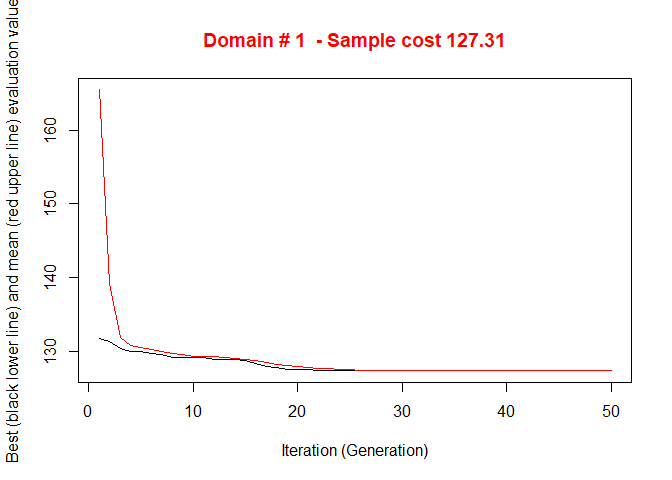 Domain # 1  - Sample cost 127.31
Best (black lower line) and mean (red upper line) evaluation value
160
150
140
130
0 10 20 30 40 50
Iteration (Generation)